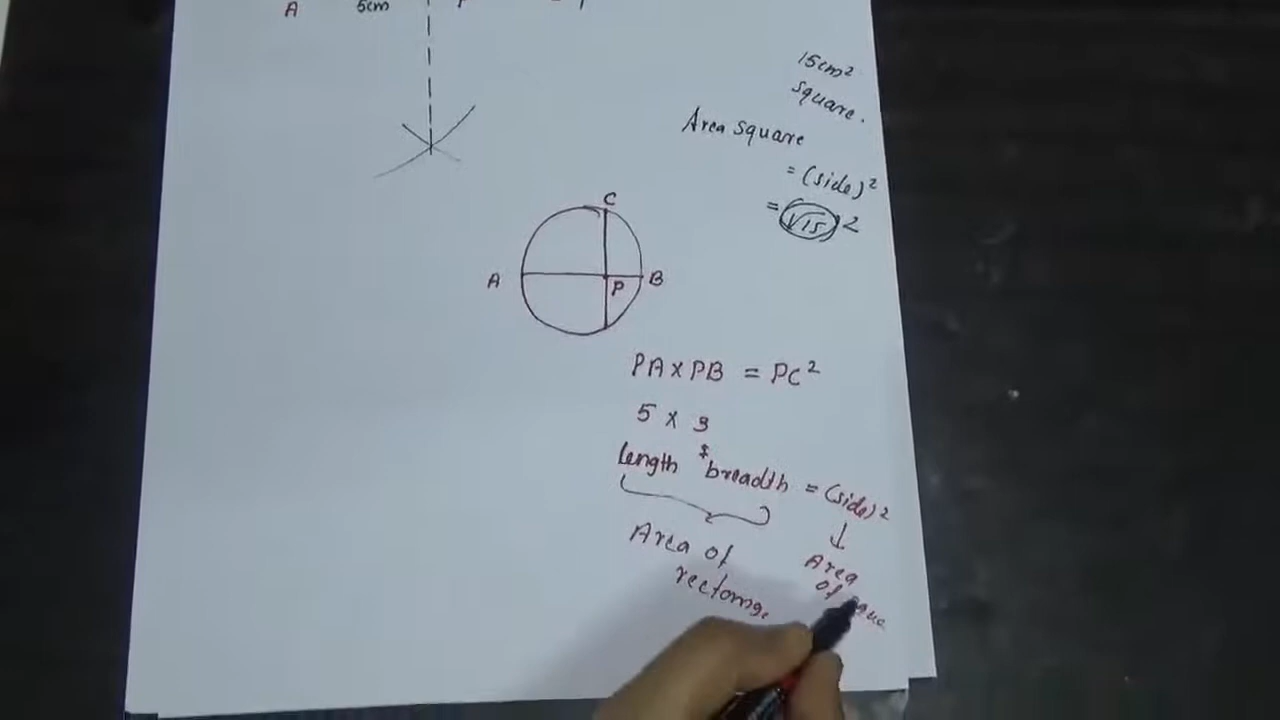 A 5cm
15cm²
square.
Area square
= (side)²
= (√15)²
C
A
P
B
PA x PB = PC²
5 x 3
length x breadth = (side)²
Area of
Area
of